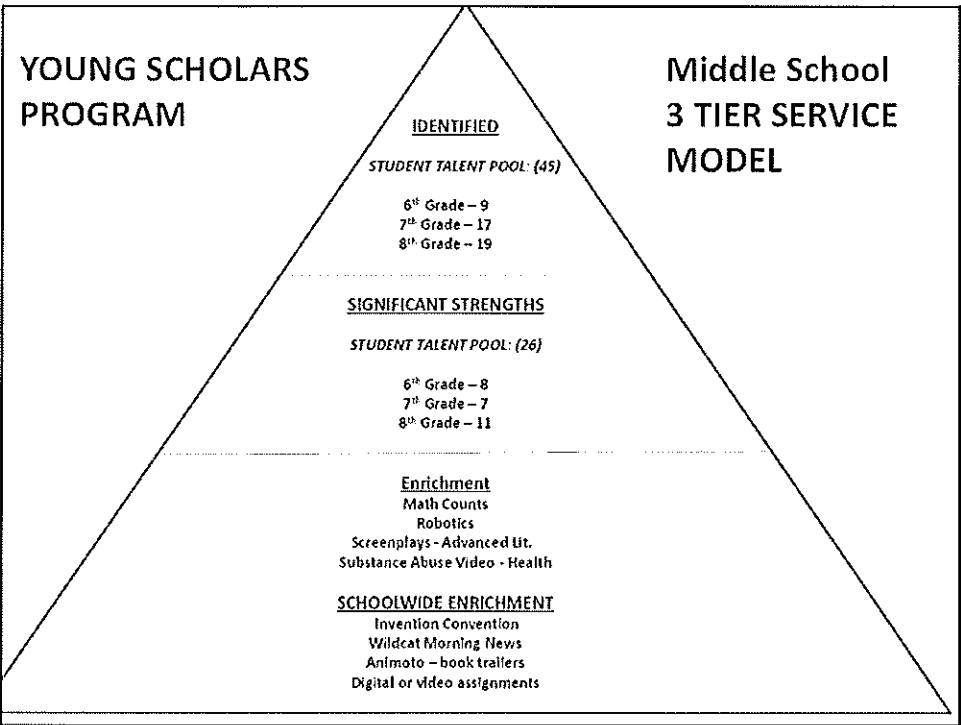 YOUNG SCHOLARS
PROGRAM
Middle School
3 TIER SERVICE
MODEL
IDENTIFIED
STUDENT TALENT POOL: (45)
6th Grade – 9
7th Grade – 17
8th Grade – 19
SIGNIFICANT STRENGTHS
STUDENT TALENT POOL: (26)
6th Grade – 8
7th Grade – 7
8th Grade – 11
Enrichment
Math Counts
Robotics
Screenplays - Advanced Lit.
Substance Abuse Video - Health
SCHOOLWIDE ENRICHMENT
Invention Convention
Wildcat Morning News
Animoto – book trailers
Digital or video assignments